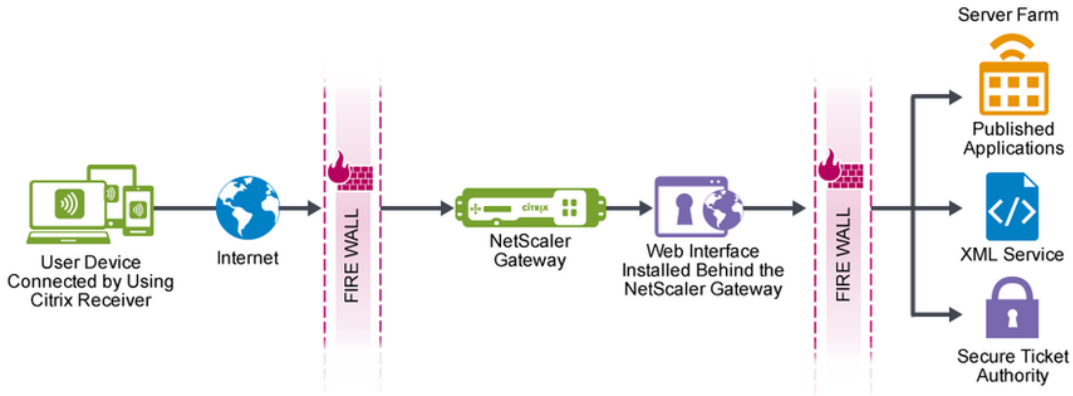 Server Farm
Published
Applications
User Device
Connected by Using
Citrix Receiver
Internet
FIRE WALL
CITRIX
NetScaler
Gateway
Web Interface
Installed Behind the
NetScaler Gateway
FIRE WALL
</>
XML Service
Secure Ticket
Authority